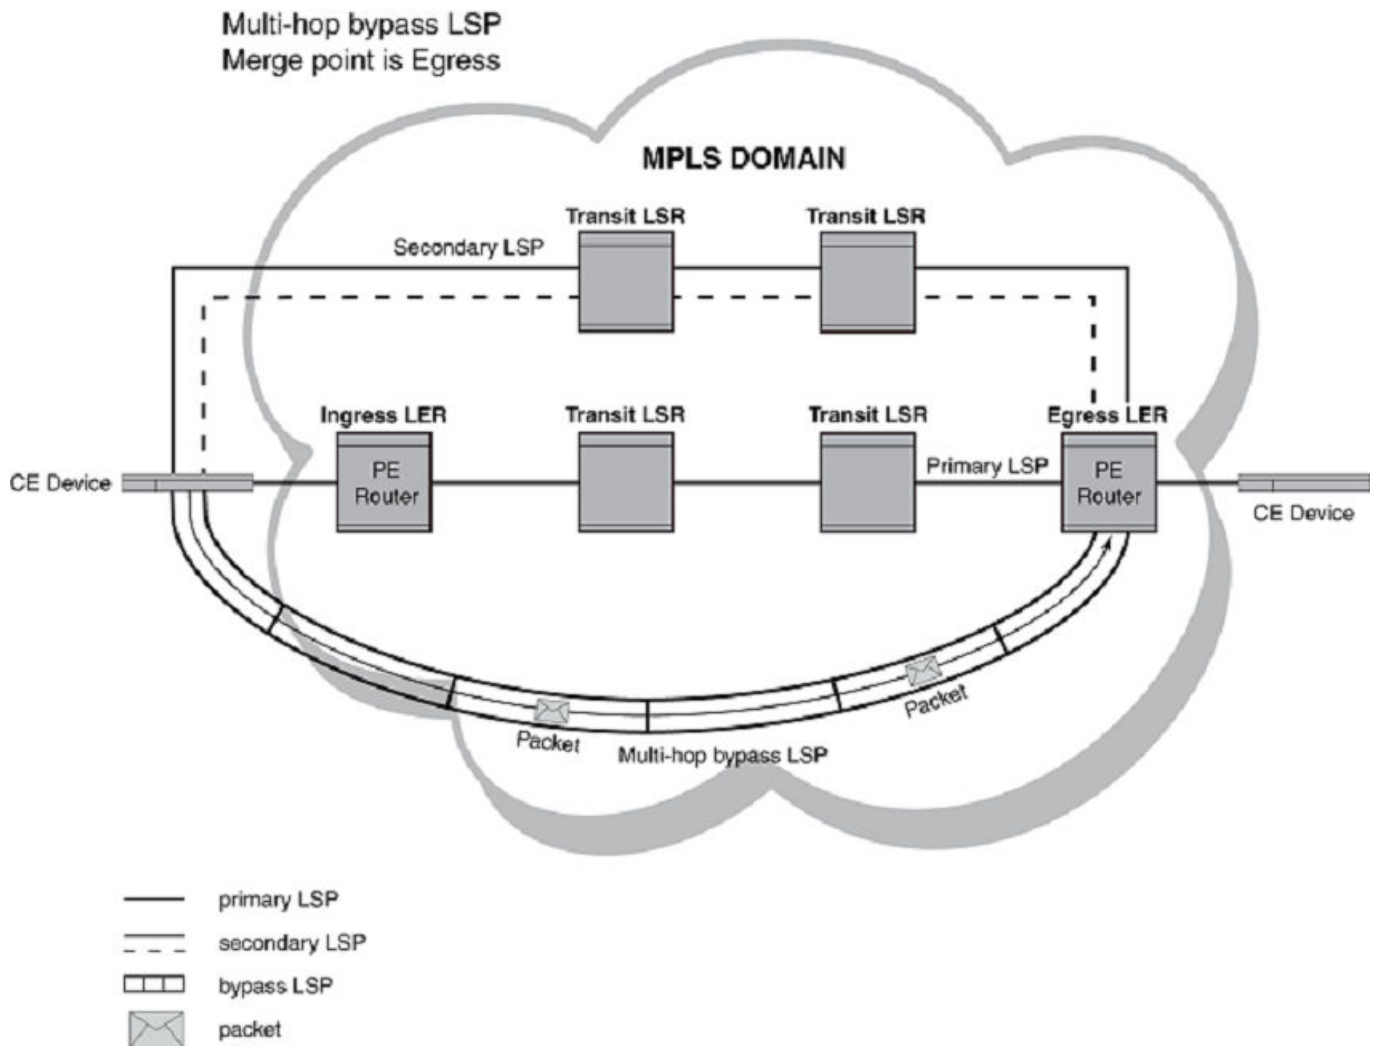 Multi-hop bypass LSP
Merge point is Egress
MPLS DOMAIN
Transit LSR
Transit LSR
Secondary LSP
Ingress LER
Transit LSR
Transit LSR
Egress LER
CE Device
PE
Router
Primary LSP
PE
Router
CE Device
Packet
Packet
Multi-hop bypass LSP
primary LSP
secondary LSP
bypass LSP
packet